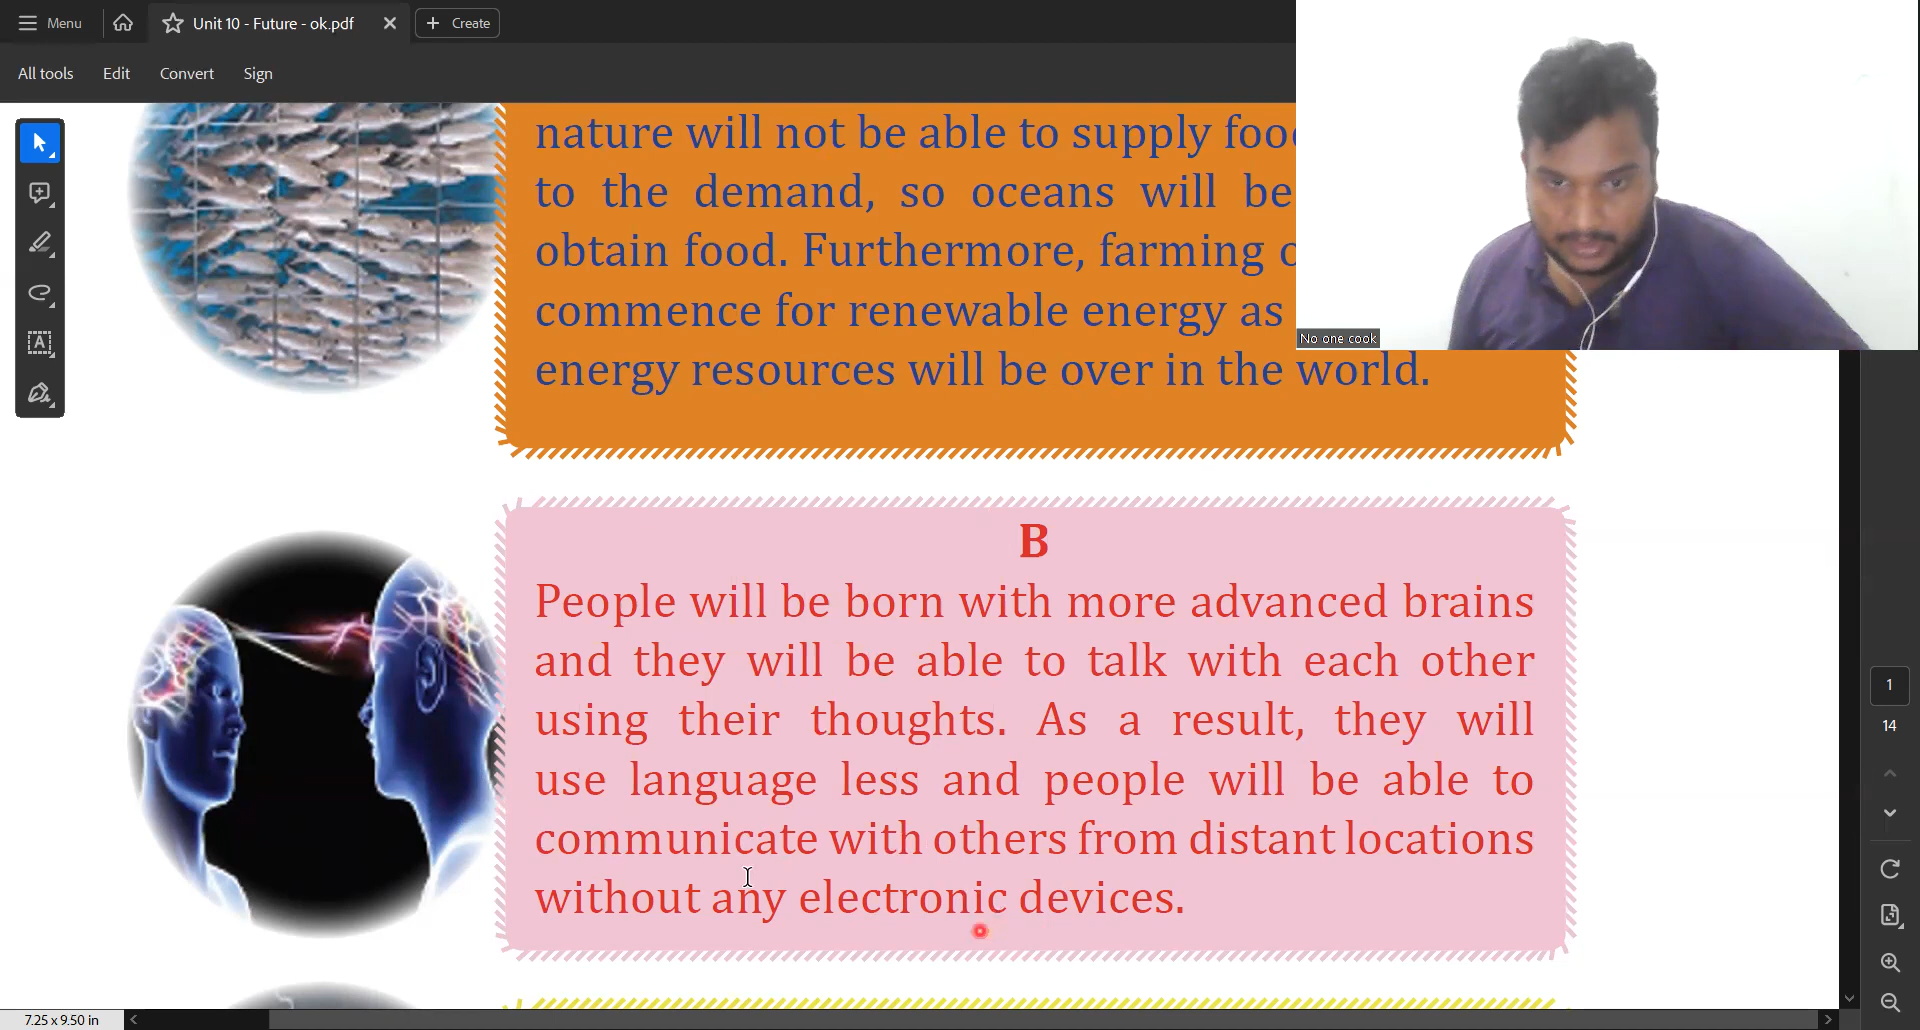 Menu
Unit 10 - Future - ok.pdf
Create
All tools Edit Convert Sign
nature will not be able to supply
to the demand, so oceans will be
obtain food. Furthermore, farming
commence for renewable energy as
energy resources will be over in the world.
No one cook
B
People will be born with more advanced brains
and they will be able to talk with each other
using their thoughts. As a result, they will
use language less and people will be able to
communicate with others from distant locations
without any electronic devices.
1
14
7.25 x 9.50 in